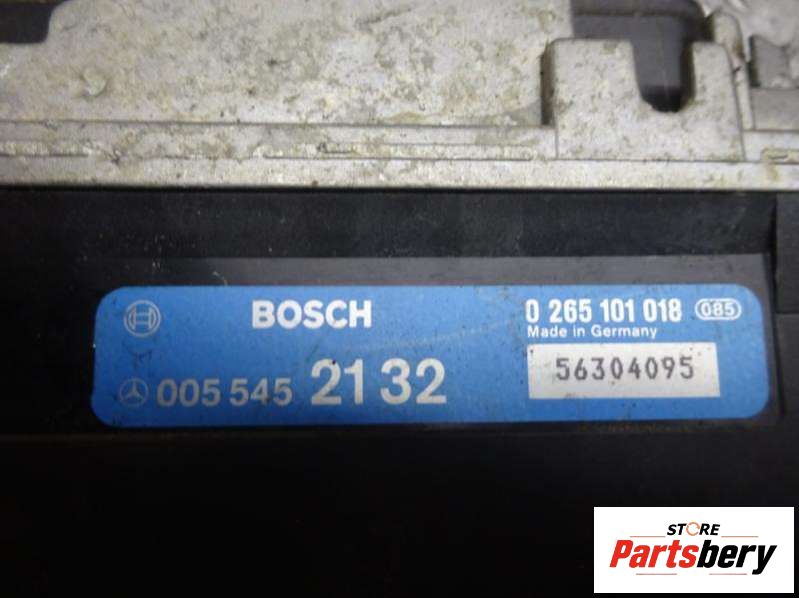 BOSCH
0 265 101 018 085
Made in Germany
005 545 21 32
56304095
STORE
Partsbery